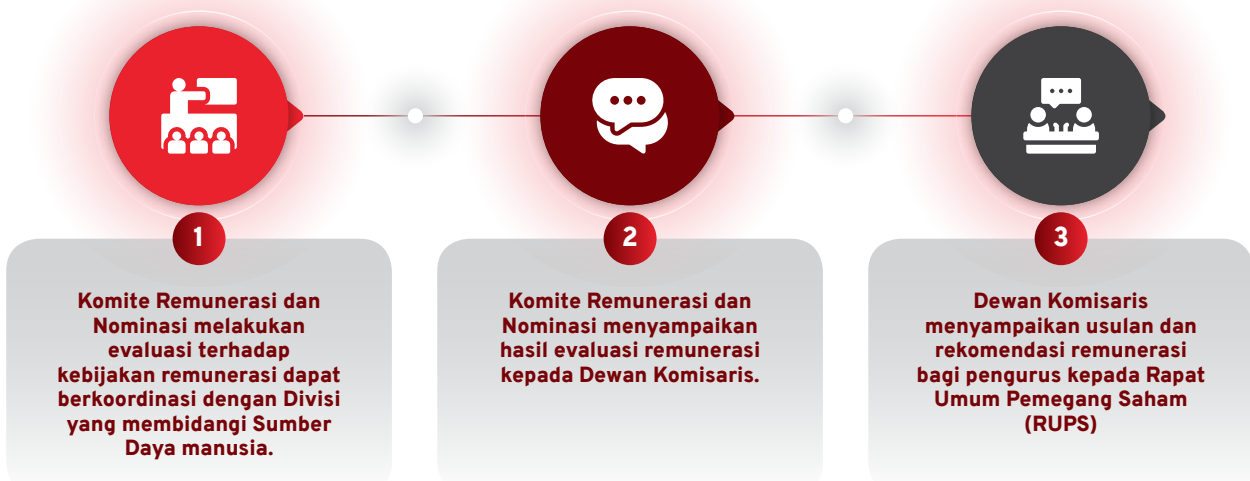 1
Komite Remunerasi dan
Nominasi melakukan
evaluasi terhadap
kebijakan remunerasi dapat
berkoordinasi dengan Divisi
yang membidangi Sumber
Daya manusia.
2
Komite Remunerasi dan
Nominasi menyampaikan
hasil evaluasi remunerasi
kepada Dewan Komisaris.
3
Dewan Komisaris
menyampaikan usulan dan
rekomendasi remunerasi
bagi pengurus kepada Rapat
Umum Pemegang Saham
(RUPS)